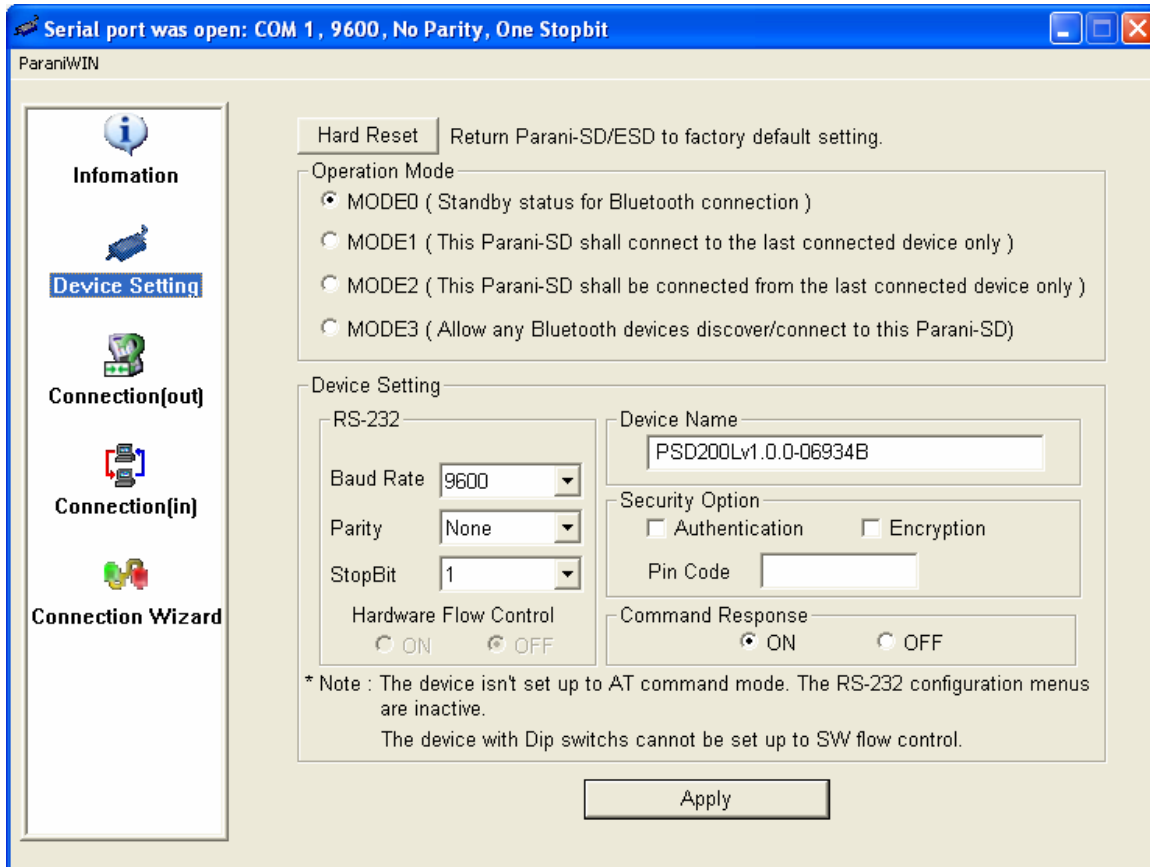 Serial port was open: COM 1, 9600, No Parity, One Stopbit
ParaniWIN
Infomation
Device Setting
Connection(out)
Connection(in)
Connection Wizard
Hard Reset
Return Parani-SD/ESD to factory default setting.
Operation Mode
MODE0 ( Standby status for Bluetooth connection )
MODE1 ( This Parani-SD shall connect to the last connected device only )
MODE2 ( This Parani-SD shall be connected from the last connected device only )
MODE3 ( Allow any Bluetooth devices discover/connect to this Parani-SD)
Device Setting
RS-232
Baud Rate 9600
Parity None
StopBit 1
Hardware Flow Control
ON OFF
Device Name
PSD200Lv1.0.0-06934B
Security Option
Authentication Encryption
Pin Code
Command Response
ON OFF
* Note : The device isn't set up to AT command mode. The RS-232 configuration menus
are inactive.
The device with Dip switchs cannot be set up to SW flow control.
Apply